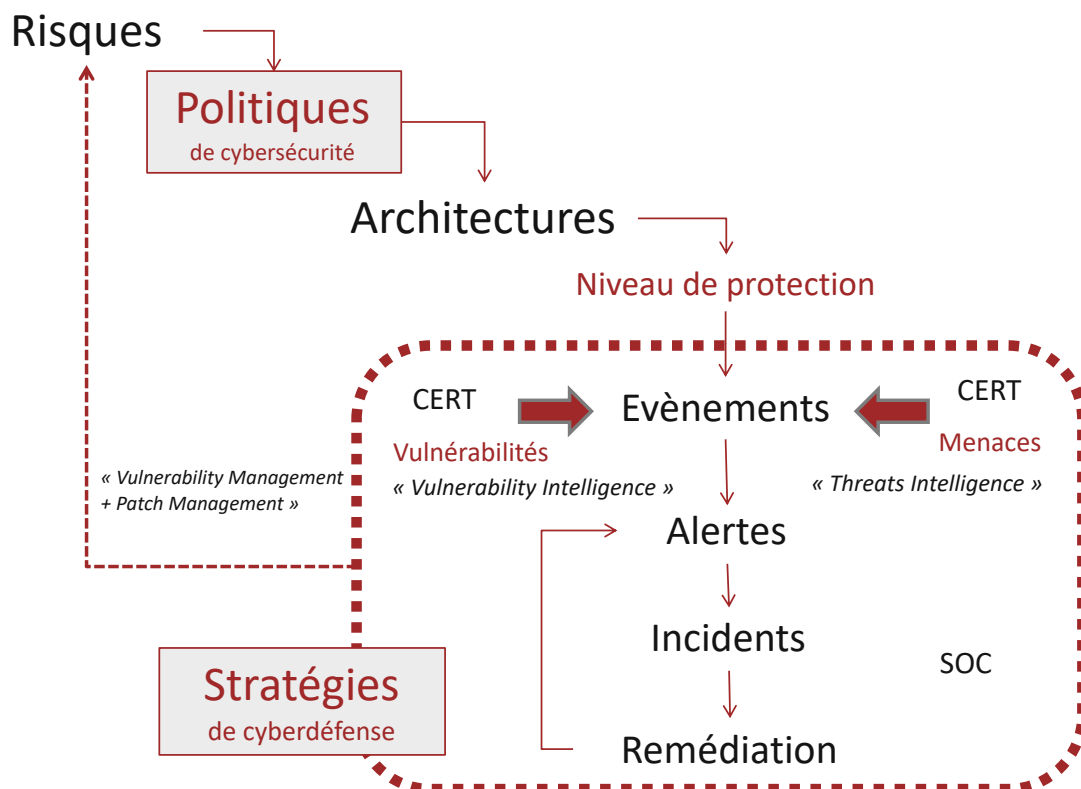 Risques
Politiques
de cybersécurité
Architectures
Niveau de protection
CERT
Evènements
CERT
Vulnérabilités
Menaces
« Vulnerability Management
+ Patch Management »
« Vulnerability Intelligence »
« Threats Intelligence »
Alertes
Incidents
SOC
Stratégies
de cyberdéfense
Remédiation